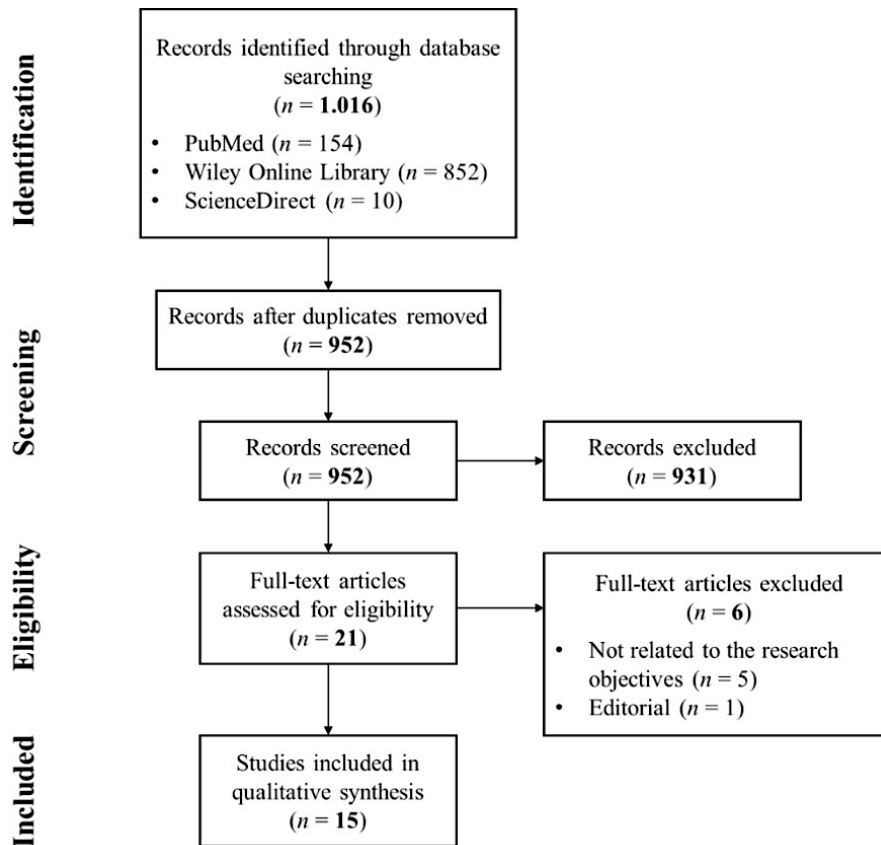 Identification
Records identified through database
searching
(n = 1.016)
• PubMed (n = 154)
• Wiley Online Library (n = 852)
• ScienceDirect (n = 10)
Screening
Records after duplicates removed
(n = 952)
Records screened
(n = 952)
Records excluded
(n = 931)
Eligibility
Full-text articles
assessed for eligibility
(n = 21)
Full-text articles excluded
(n = 6)
• Not related to the research
objectives (n = 5)
• Editorial (n = 1)
Included
Studies included in
qualitative synthesis
(n = 15)